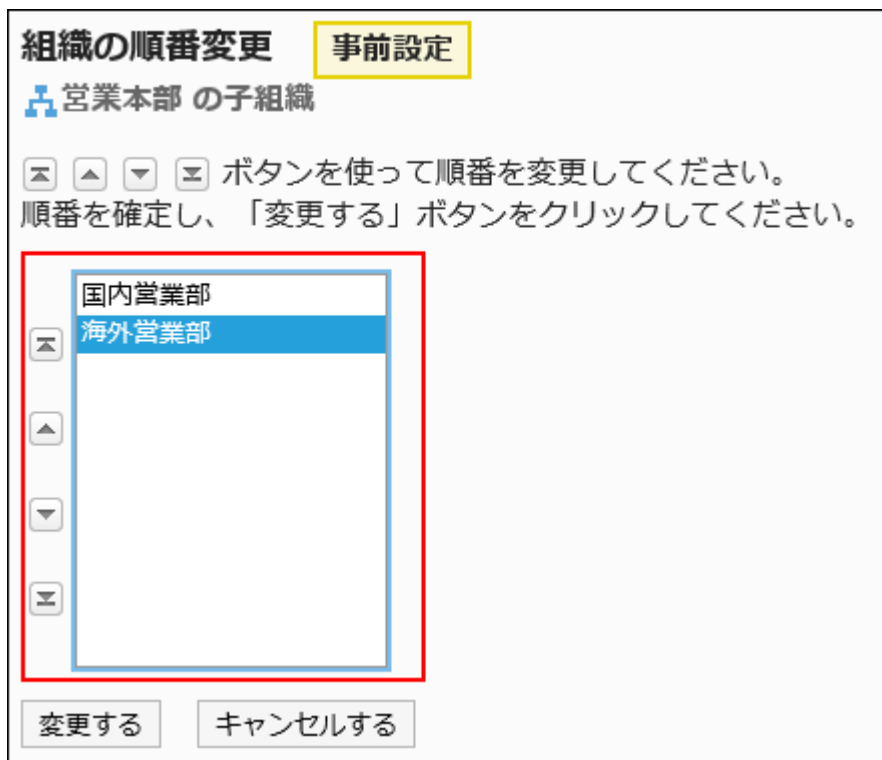 組織の順番変更 事前設定
営業本部 の子組織
ボタンを使って順番を変更してください。
順番を確定し、「変更する」ボタンをクリックしてください。
国内営業部
海外営業部
変更する キャンセルする